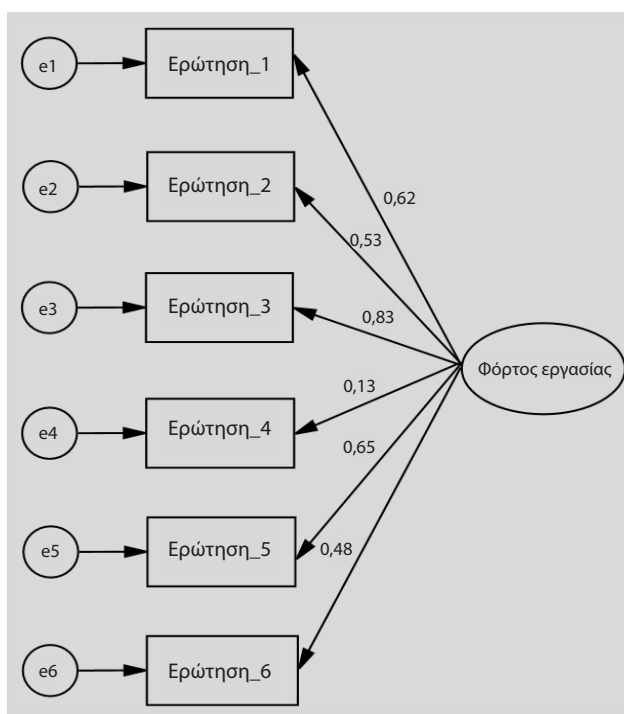 e1
Ερώτηση_1
e2
Ερώτηση_2
0,62
0,53
e3
Ερώτηση_3
0,83
Φόρτος εργασίας
0,13
e4
Ερώτηση_4
0,65
e5
Ερώτηση_5
0,48
e6
Ερώτηση_6